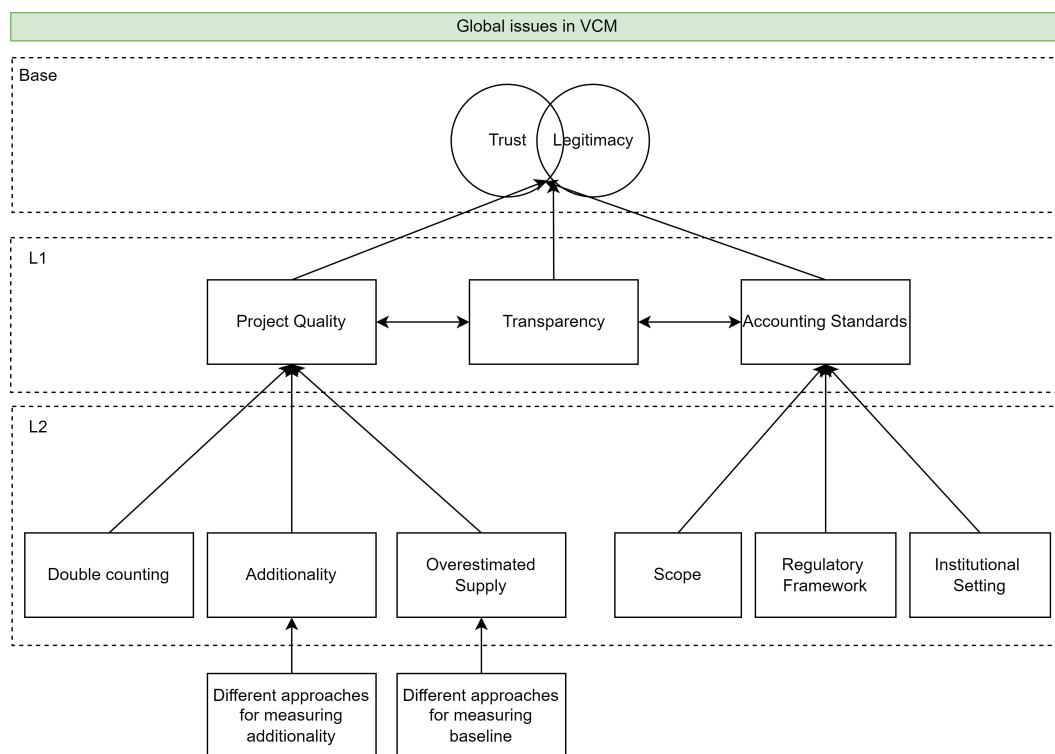 Global issues in VCM
Base
Trust
Legitimacy
L1
Project Quality
Transparency
Accounting Standards
L2
Double counting
Additionality
Overestimated
Supply
Scope
Regulatory
Framework
Institutional
Setting
Different approaches
for measuring
additionality
Different approaches
for measuring
baseline